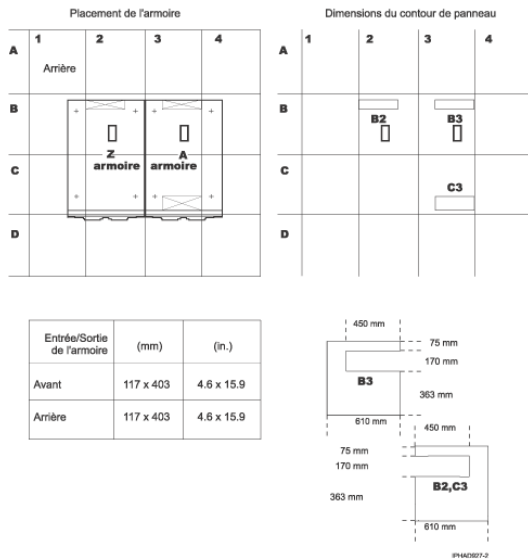 Placement de l'armoire
Dimensions du contour de panneau
1 2 3 4
A
Arrière
B
Z armoire
A armoire
C
D
1 2 3 4
A
B
B2 B3
C
C3
D
Entrée/Sortie de l'armoire (mm) (in.)
Avant 117 x 403 4.6 x 15.9
Arrière 117 x 403 4.6 x 15.9
450 mm
75 mm
170 mm
B3
363 mm
610 mm
450 mm
75 mm
170 mm
B2,C3
363 mm
610 mm
IPHAD927-2